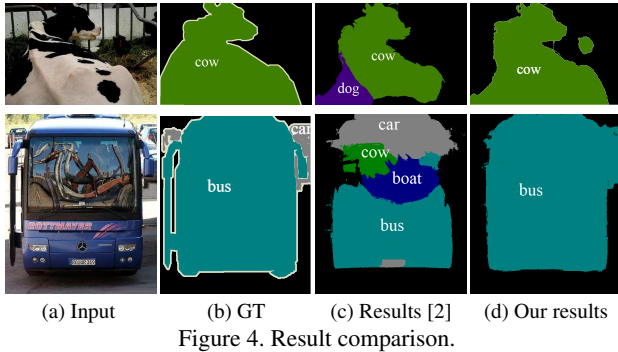 cow
cow
cow
dog
car
car
cow
boat
bus
bus
bus
ROTTMAYER
(a) Input
(b) GT
(c) Results [2]
(d) Our results
Figure 4. Result comparison.